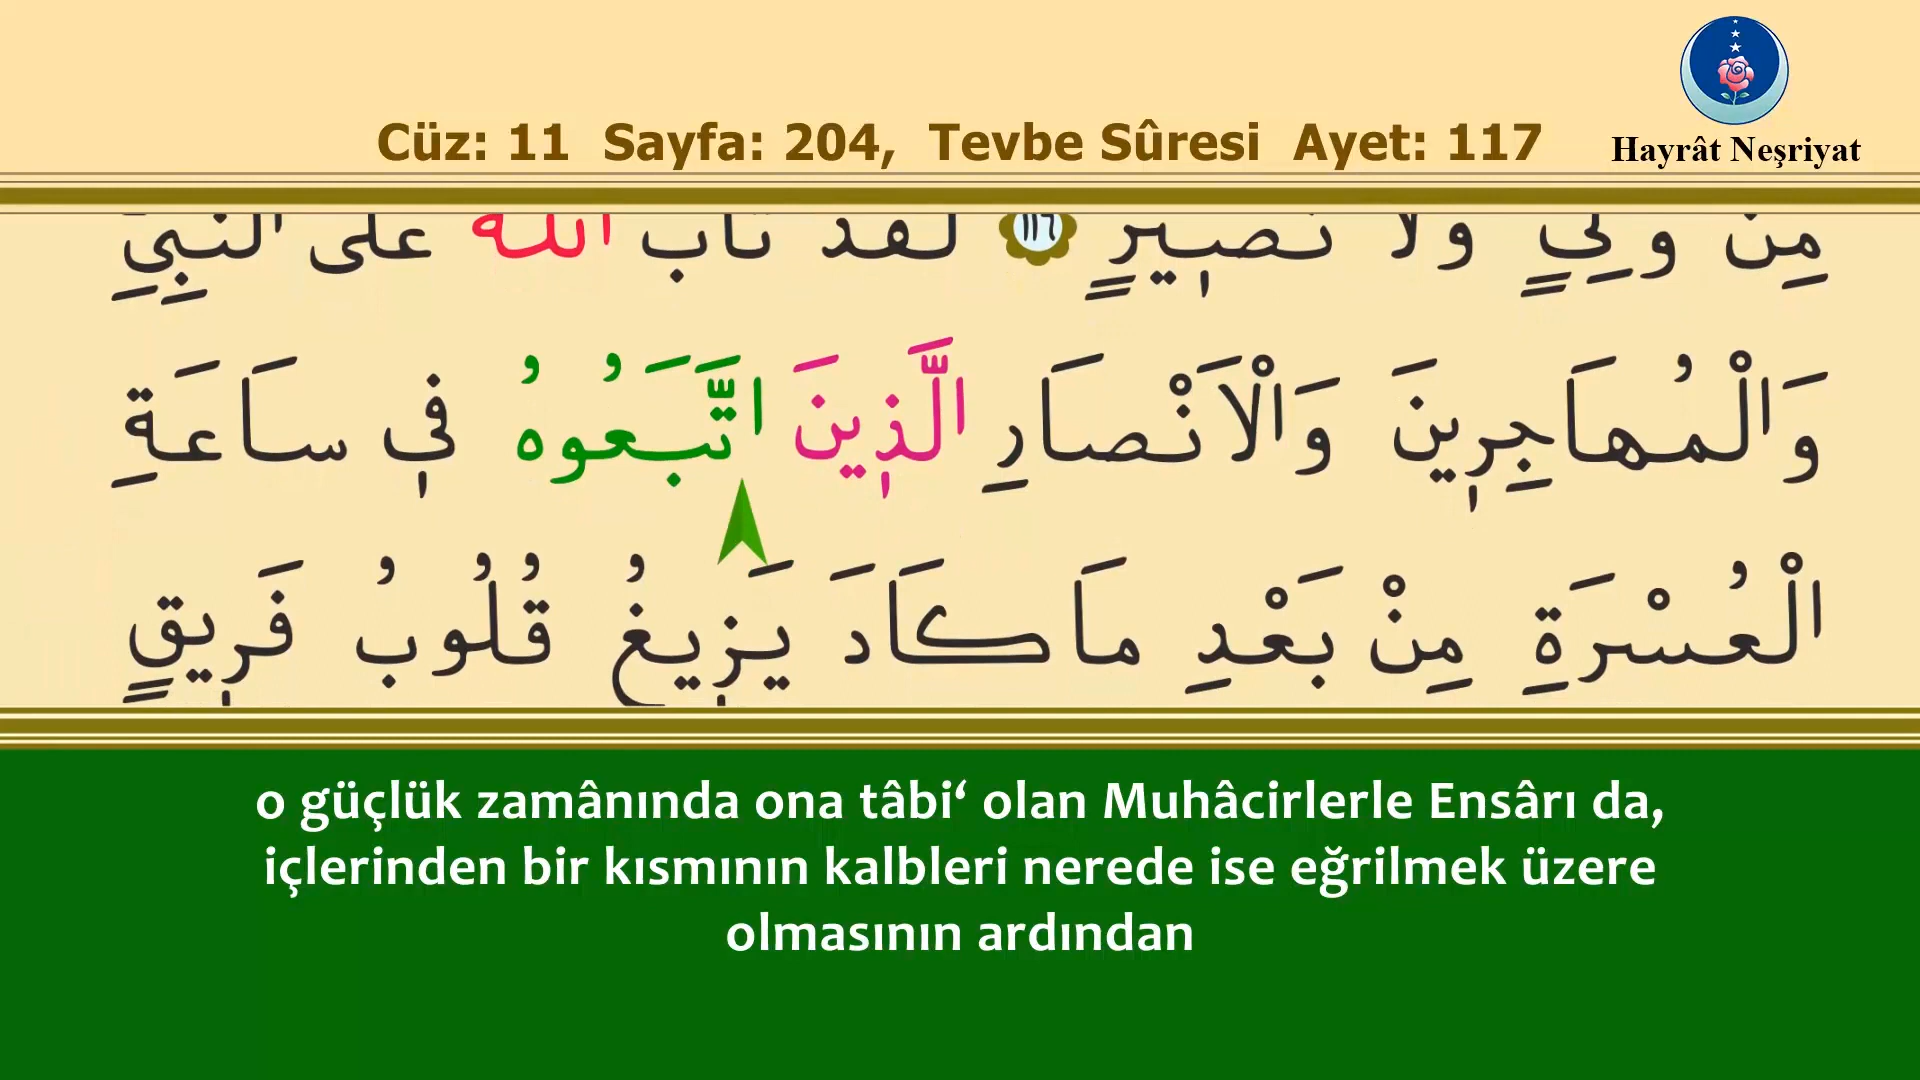 Cüz: 11 Sayfa: 204, Tevbe Sûresi Ayet: 117
Hayrât Neşriyat
مِنْ وَلِيٍّ وَلَا نَصٖيرٍ ﴿١١٦﴾ لَقَدْ تَابَ اللّٰهُ عَلَى النَّبِيِّ
وَالْمُهَاجِرٖينَ وَالْاَنْصَارِ الَّذٖينَ اتَّبَعُوهُ فٖي سَاعَةِ
الْعُسْرَةِ مِنْ بَعْدِ مَا كَادَ يَزٖيغُ قُلُوبُ فَرٖيقٍ
o güçlük zamânında ona tâbi‘ olan Muhâcirlerle Ensârı da,
içlerinden bir kısmının kalbleri nerede ise eğrilmek üzere
olmasının ardından